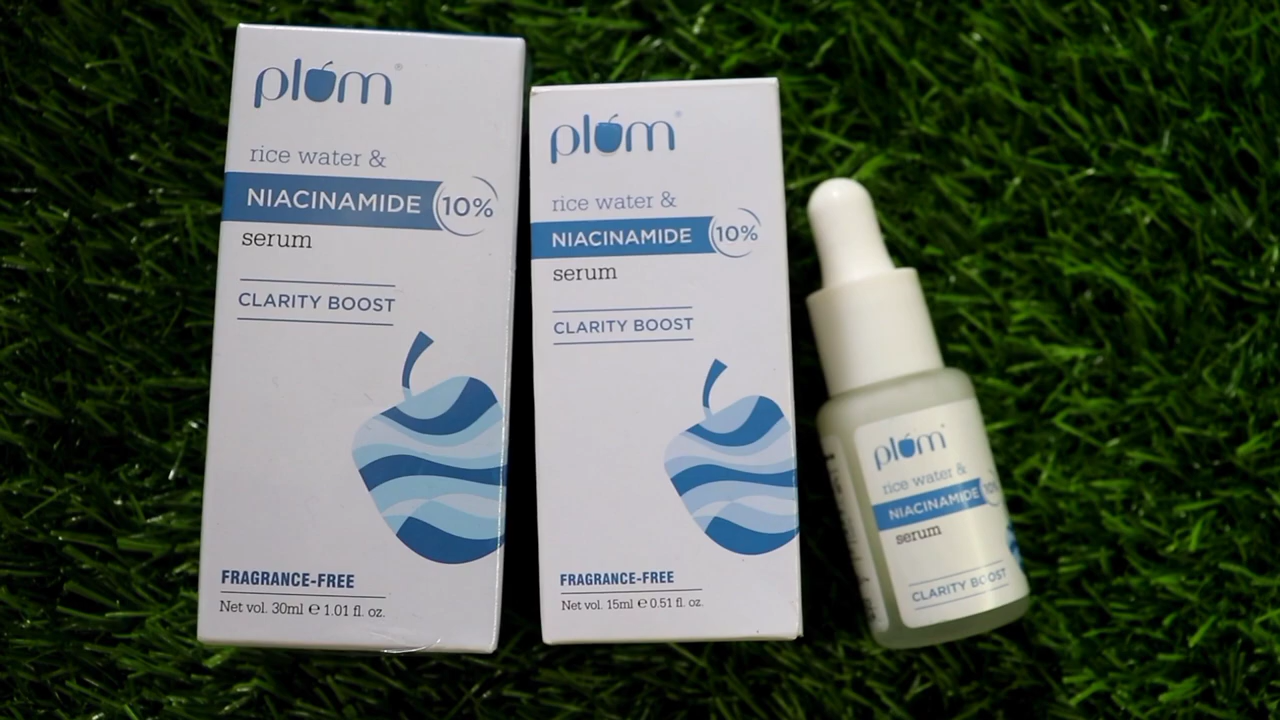 plum®
rice water &
NIACINAMIDE 10%
serum
CLARITY BOOST
FRAGRANCE-FREE
Net vol. 30ml ℮ 1.01 fl. oz.
plum®
rice water &
NIACINAMIDE 10%
serum
CLARITY BOOST
FRAGRANCE-FREE
Net vol. 15ml ℮ 0.51 fl. oz.
plum
rice water &
NIACINAMIDE
serum
CLARITY BOOST